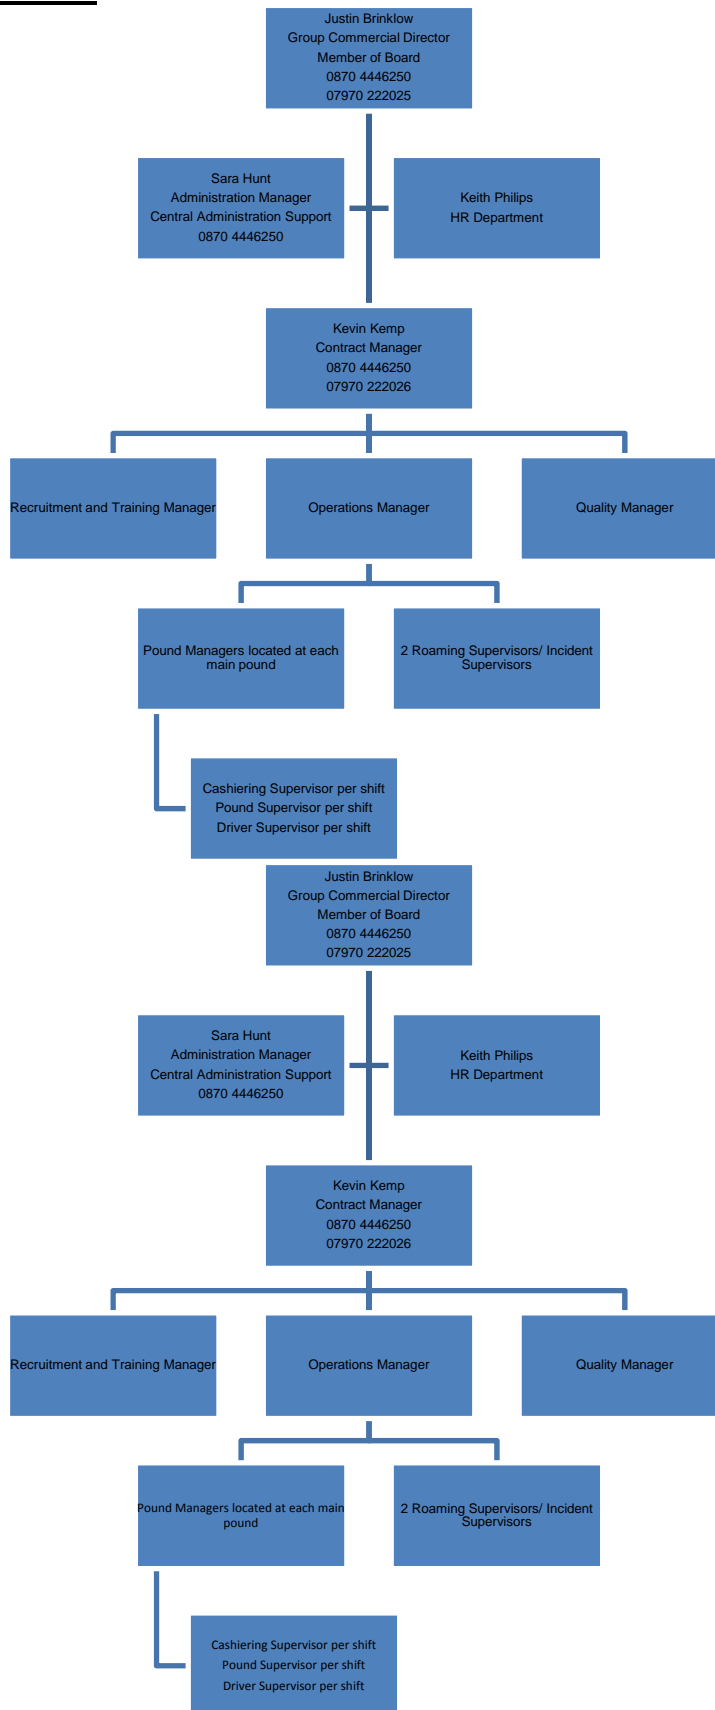 Justin Brinklow
Group Commercial Director
Member of Board
0870 4446250
07970 222025
Sara Hunt
Administration Manager
Central Administration Support
0870 4446250
Keith Philips
HR Department
Kevin Kemp
Contract Manager
0870 4446250
07970 222026
Recruitment and Training Manager
Operations Manager
Quality Manager
Pound Managers located at each
main pound
2 Roaming Supervisors/ Incident
Supervisors
Cashiering Supervisor per shift
Pound Supervisor per shift
Driver Supervisor per shift
Justin Brinklow
Group Commercial Director
Member of Board
0870 4446250
07970 222025
Sara Hunt
Administration Manager
Central Administration Support
0870 4446250
Keith Philips
HR Department
Kevin Kemp
Contract Manager
0870 4446250
07970 222026
Recruitment and Training Manager
Operations Manager
Quality Manager
Pound Managers located at each main
pound
2 Roaming Supervisors/ Incident
Supervisors
Cashiering Supervisor per shift
Pound Supervisor per shift
Driver Supervisor per shift